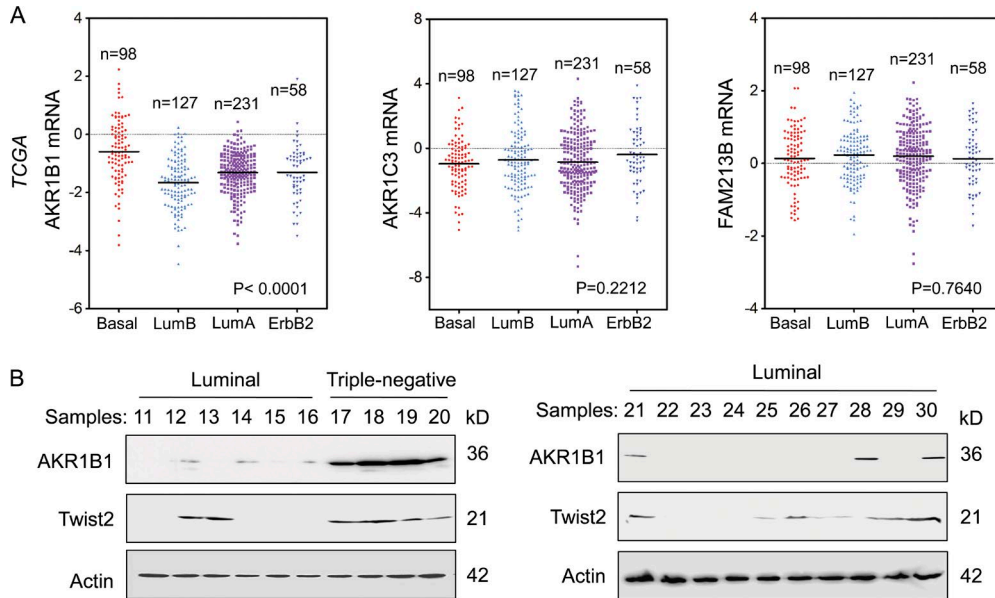 A
TCGA
AKR1B1 mRNA
4
2
0
-2
-4
-6
n=98
n=127
n=231
n=58
P< 0.0001
Basal LumB LumA ErbB2
AKR1C3 mRNA
8
4
0
-4
-8
n=98
n=127
n=231
n=58
P=0.2212
Basal LumB LumA ErbB2
FAM213B mRNA
4
2
0
-2
-4
n=98
n=127
n=231
n=58
P=0.7640
Basal LumB LumA ErbB2
B
Luminal Triple-negative
Samples: 11 12 13 14 15 16 17 18 19 20 kD
AKR1B1 36
Twist2 21
Actin 42
Luminal
Samples: 21 22 23 24 25 26 27 28 29 30 kD
AKR1B1 36
Twist2 21
Actin 42